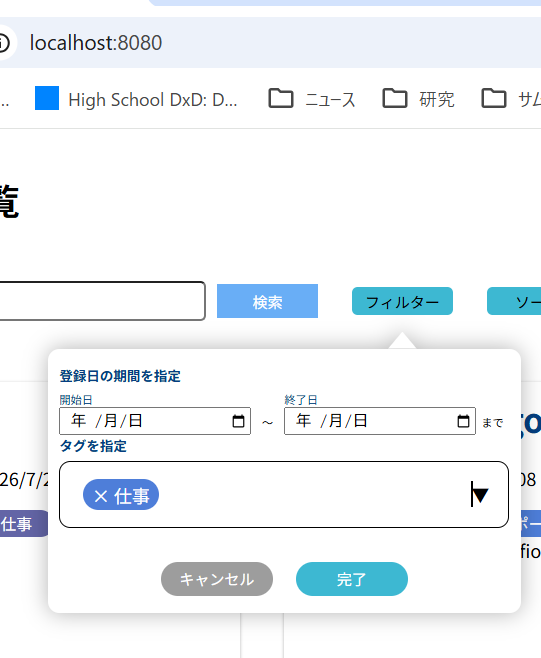 localhost:8080
High School DxD: D... ニュース 研究 サム
覧
検索 フィルター ソー
登録日の期間を指定
開始日 終了日
年 /月/日 ～ 年 /月/日 まで
タグを指定
26/7/2 08
× 仕事
仕事 ポー
fio
キャンセル 完了